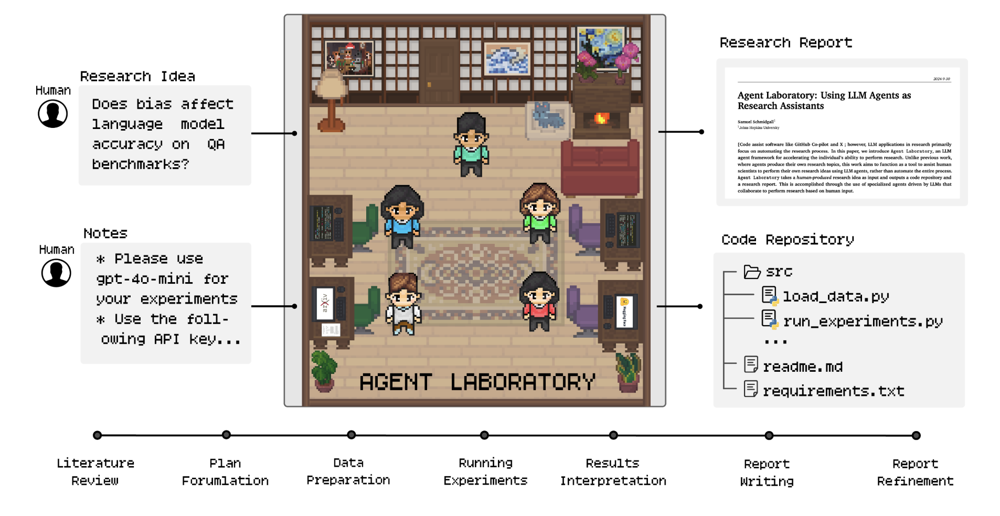 Research Idea
Human
Does bias affect
language model
accuracy on QA
benchmarks?
Notes
Human
* Please use
gpt-4o-mini for
your experiments
* Use the foll-
owing API key...
arXiv
Hugging Face
AGENT LABORATORY
Research Report
2024-9-30
Agent Laboratory: Using LLM Agents as
Research Assistants
Samuel Schmidgall1
1Johns Hopkins University
[Code assist software like GitHub Co-pilot and X ; however, LLM applications in research primarily
focus on automating the research process. In this paper, we introduce Agent Laboratory, an LLM
agent framework for accelerating the individual's ability to perform research. Unlike previous work,
where agents produce their own research topics, this work aims to function as a tool to assist human
scientists to perform their own research ideas using LLM agents, rather than automate the entire process.
Agent Laboratory takes a human-produced research idea as input and outputs a code repository and
a research report. This is accomplished through the use of specialized agents driven by LLMs that
collaborate to perform research based on human input.
Code Repository
src
load_data.py
run_experiments.py
...
readme.md
requirements.txt
Literature
Review
Plan
Forumlation
Data
Preparation
Running
Experiments
Results
Interpretation
Report
Writing
Report
Refinement